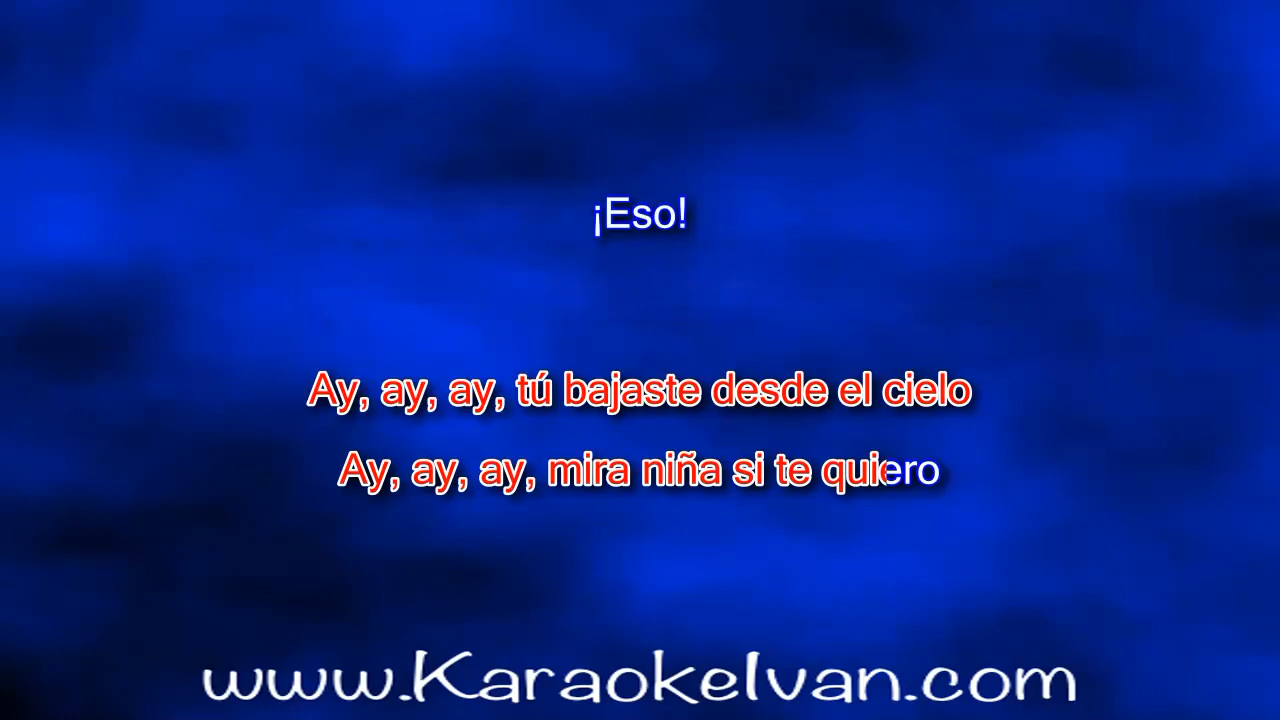 ¡Eso!
Ay, ay, ay, tú bajaste desde el cielo
Ay, ay, ay, mira niña si te quiero
www.KaraokeIvan.com